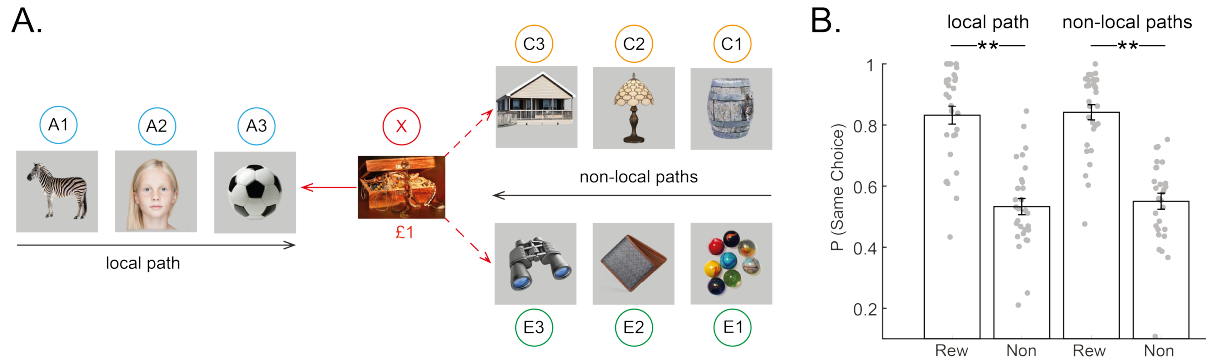 A.
A1 A2 A3
local path
X
£1
C3 C2 C1
non-local paths
E3 E2 E1
B.
local path non-local paths
** **
P (Same Choice)
1
0.8
0.6
0.4
0.2
Rew Non Rew Non